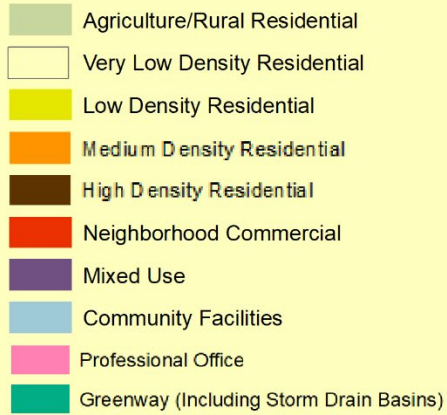 Agriculture/Rural Residential
Very Low Density Residential
Low Density Residential
Medium Density Residential
High Density Residential
Neighborhood Commercial
Mixed Use
Community Facilities
Professional Office
Greenway (Including Storm Drain Basins)